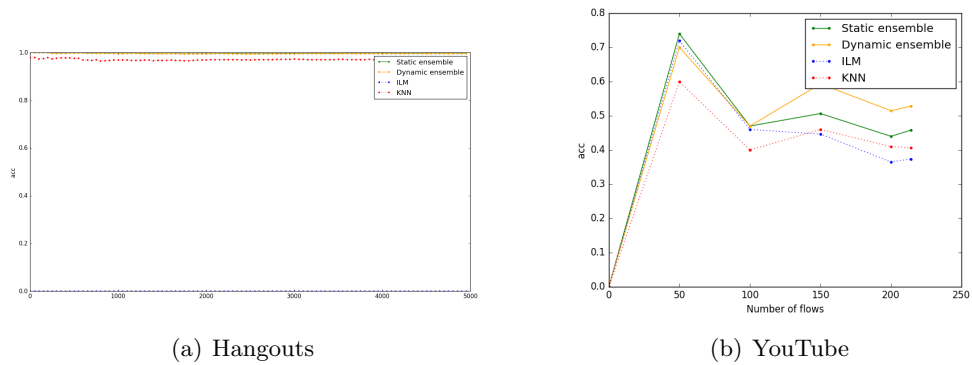 1.0
0.8
0.6
0.4
0.2
0.0
acc
0
1000
2000
3000
4000
5000
Static ensemble
Dynamic ensemble
ILM
KNN
(a) Hangouts
0.8
0.7
0.6
0.5
0.4
0.3
0.2
0.1
0.0
acc
0
50
100
150
200
250
Number of flows
Static ensemble
Dynamic ensemble
ILM
KNN
(b) YouTube